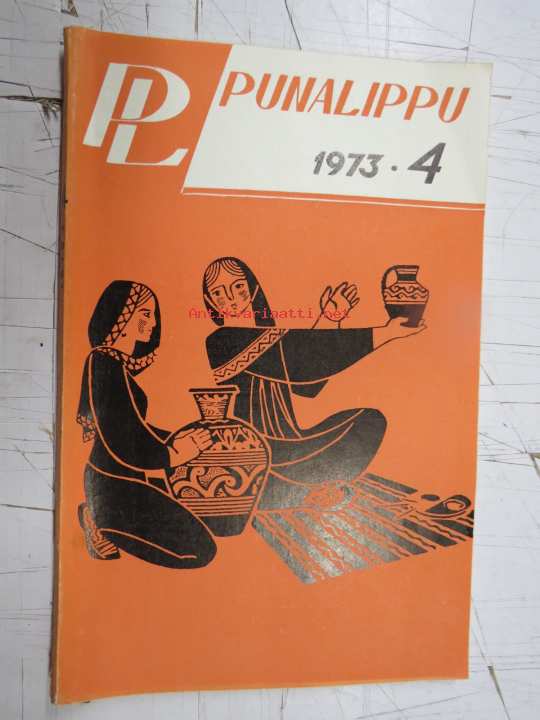 PL
PUNALIPPU
1973 · 4
Antikvariaatti.net